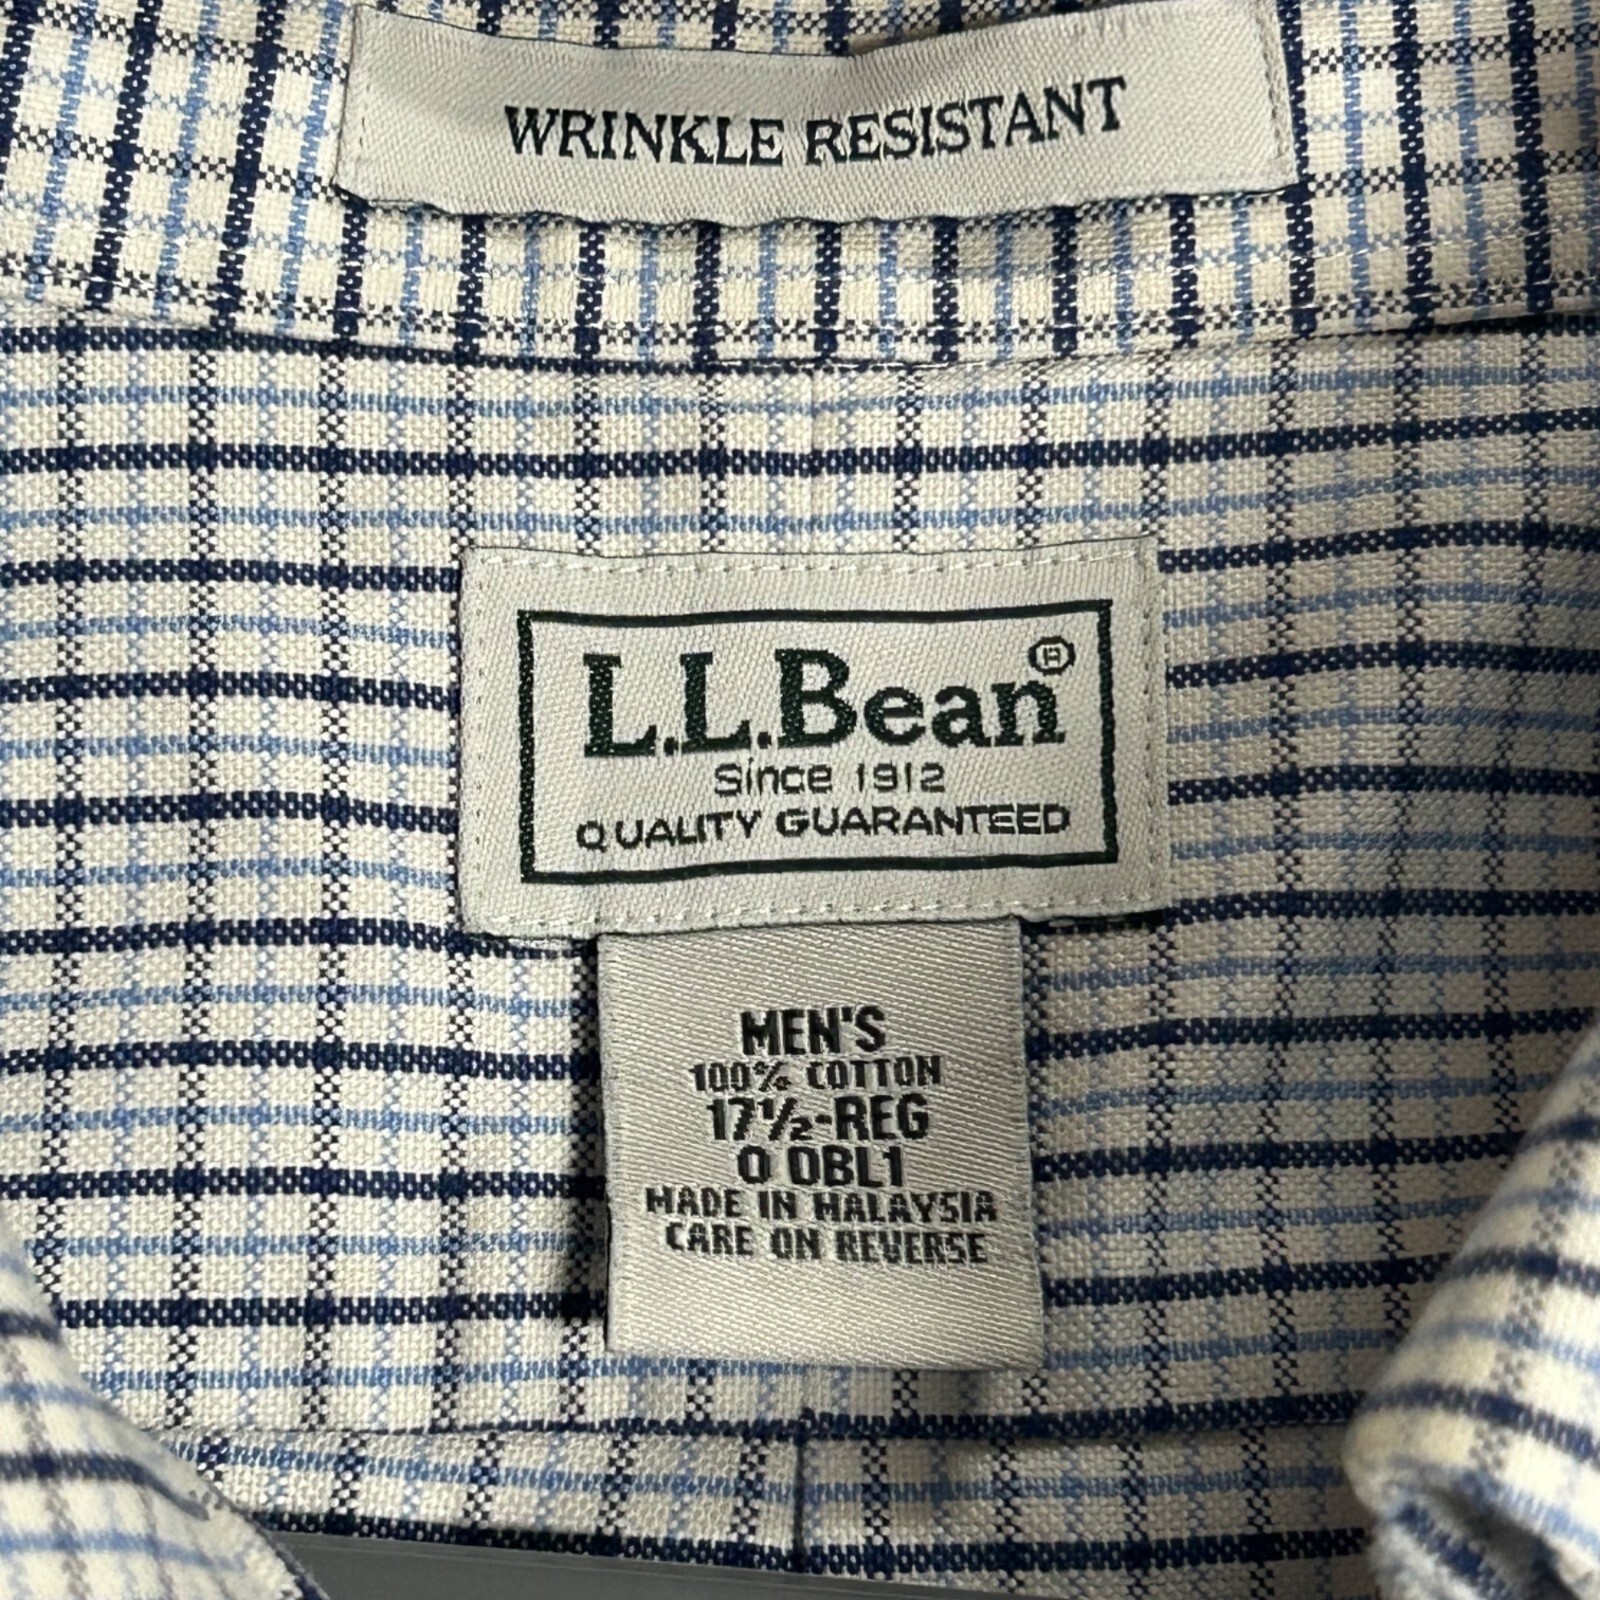 WRINKLE RESISTANT
L.L.Bean®
Since 1912
QUALITY GUARANTEED
MEN'S
100% COTTON
17½-REG
0 0BL1
MADE IN MALAYSIA
CARE ON REVERSE